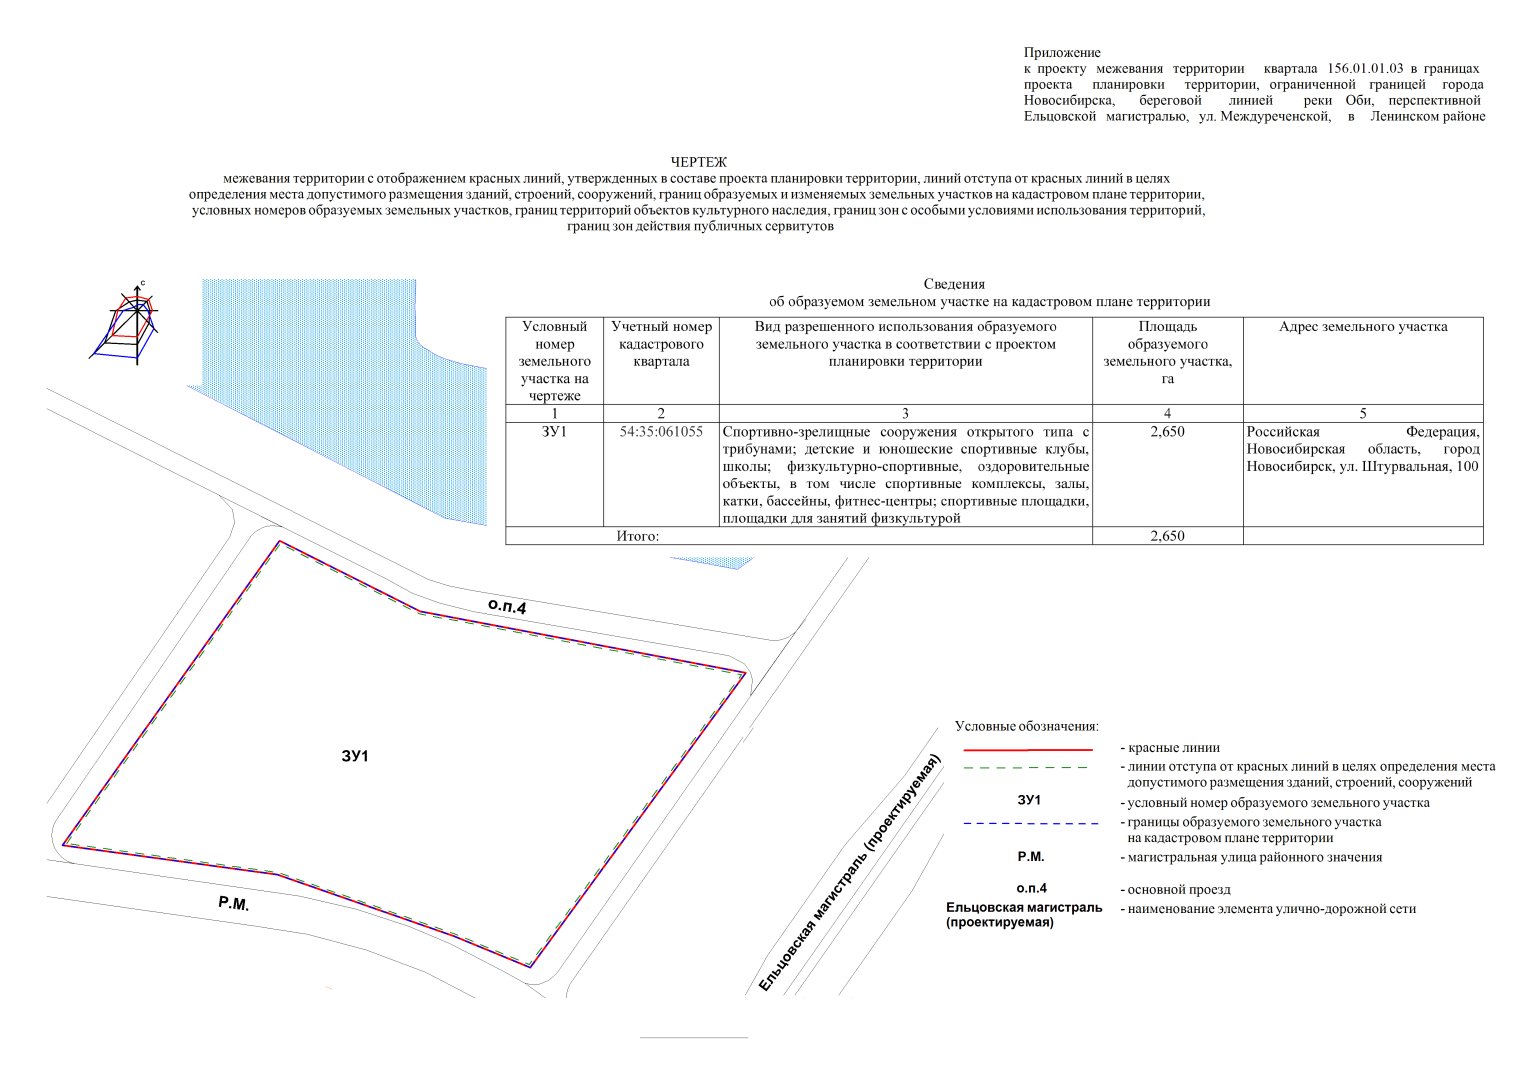 Приложение
к проекту межевания территории квартала 156.01.01.03 в границах
проекта планировки территории, ограниченной границей города
Новосибирска, береговой линией реки Оби, перспективной
Ельцовской магистралью, ул. Междуреченской, в Ленинском районе
ЧЕРТЕЖ
межевания территории с отображением красных линий, утвержденных в составе проекта планировки территории, линий отступа от красных линий в целях
определения места допустимого размещения зданий, строений, сооружений, границ образуемых и изменяемых земельных участков на кадастровом плане территории,
условных номеров образуемых земельных участков, границ территорий объектов культурного наследия, границ зон с особыми условиями использования территорий,
границ зон действия публичных сервитутов
с
Сведения
об образуемом земельном участке на кадастровом плане территории
Условный
номер
земельного
участка на
чертеже
Учетный номер
кадастрового
квартала
Вид разрешенного использования образуемого
земельного участка в соответствии с проектом
планировки территории
Площадь
образуемого
земельного участка,
га
Адрес земельного участка
1 2 3 4 5
ЗУ1
54:35:061055
Спортивно-зрелищные сооружения открытого типа с
трибунами; детские и юношеские спортивные клубы,
школы; физкультурно-спортивные, оздоровительные
объекты, в том числе спортивные комплексы, залы,
катки, бассейны, фитнес-центры; спортивные площадки,
площадки для занятий физкультурой
2,650
Российская Федерация,
Новосибирская область, город
Новосибирск, ул. Штурвальная, 100
Итого: 2,650
о.п.4
ЗУ1
Р.М.
Ельцовская магистраль (проектируемая)
Условные обозначения:
- красные линии
- линии отступа от красных линий в целях определения места
допустимого размещения зданий, строений, сооружений
ЗУ1 - условный номер образуемого земельного участка
- границы образуемого земельного участка
на кадастровом плане территории
Р.М. - магистральная улица районного значения
о.п.4 - основной проезд
Ельцовская магистраль - наименование элемента улично-дорожной сети
(проектируемая)